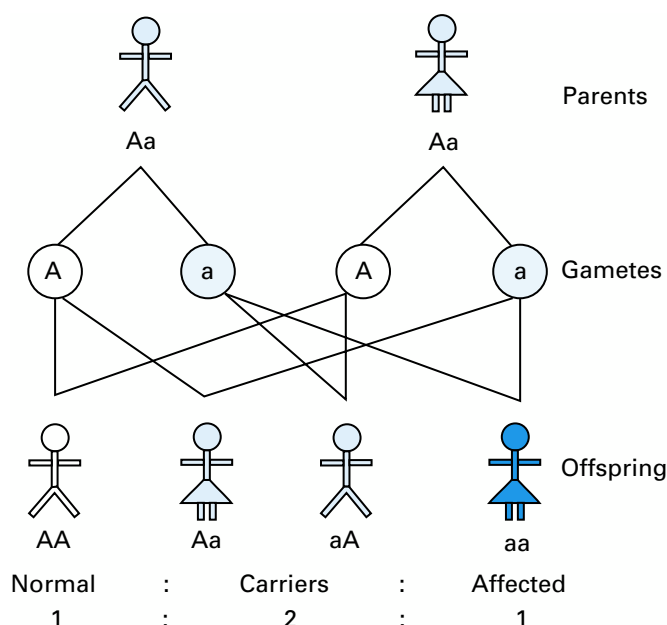 Parents
Aa Aa
A a A a Gametes
Offspring
AA Aa aA aa
Normal : Carriers : Affected
1 : 2 : 1